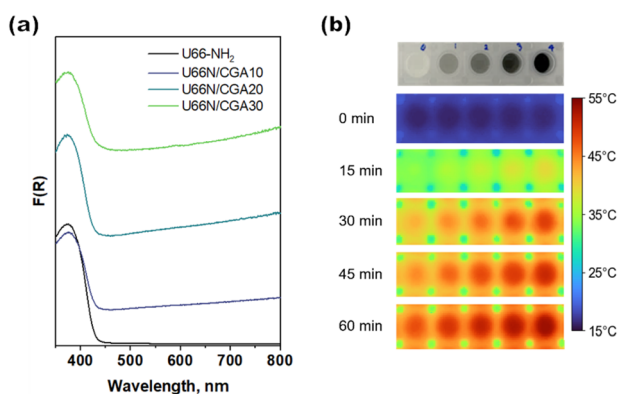 (a)
U66-NH2
U66N/CGA10
U66N/CGA20
U66N/CGA30
F(R)
400 500 600 700 800
Wavelength, nm
(b)
0 1 2 3 4
0 min
15 min
30 min
45 min
60 min
55°C
45°C
35°C
25°C
15°C